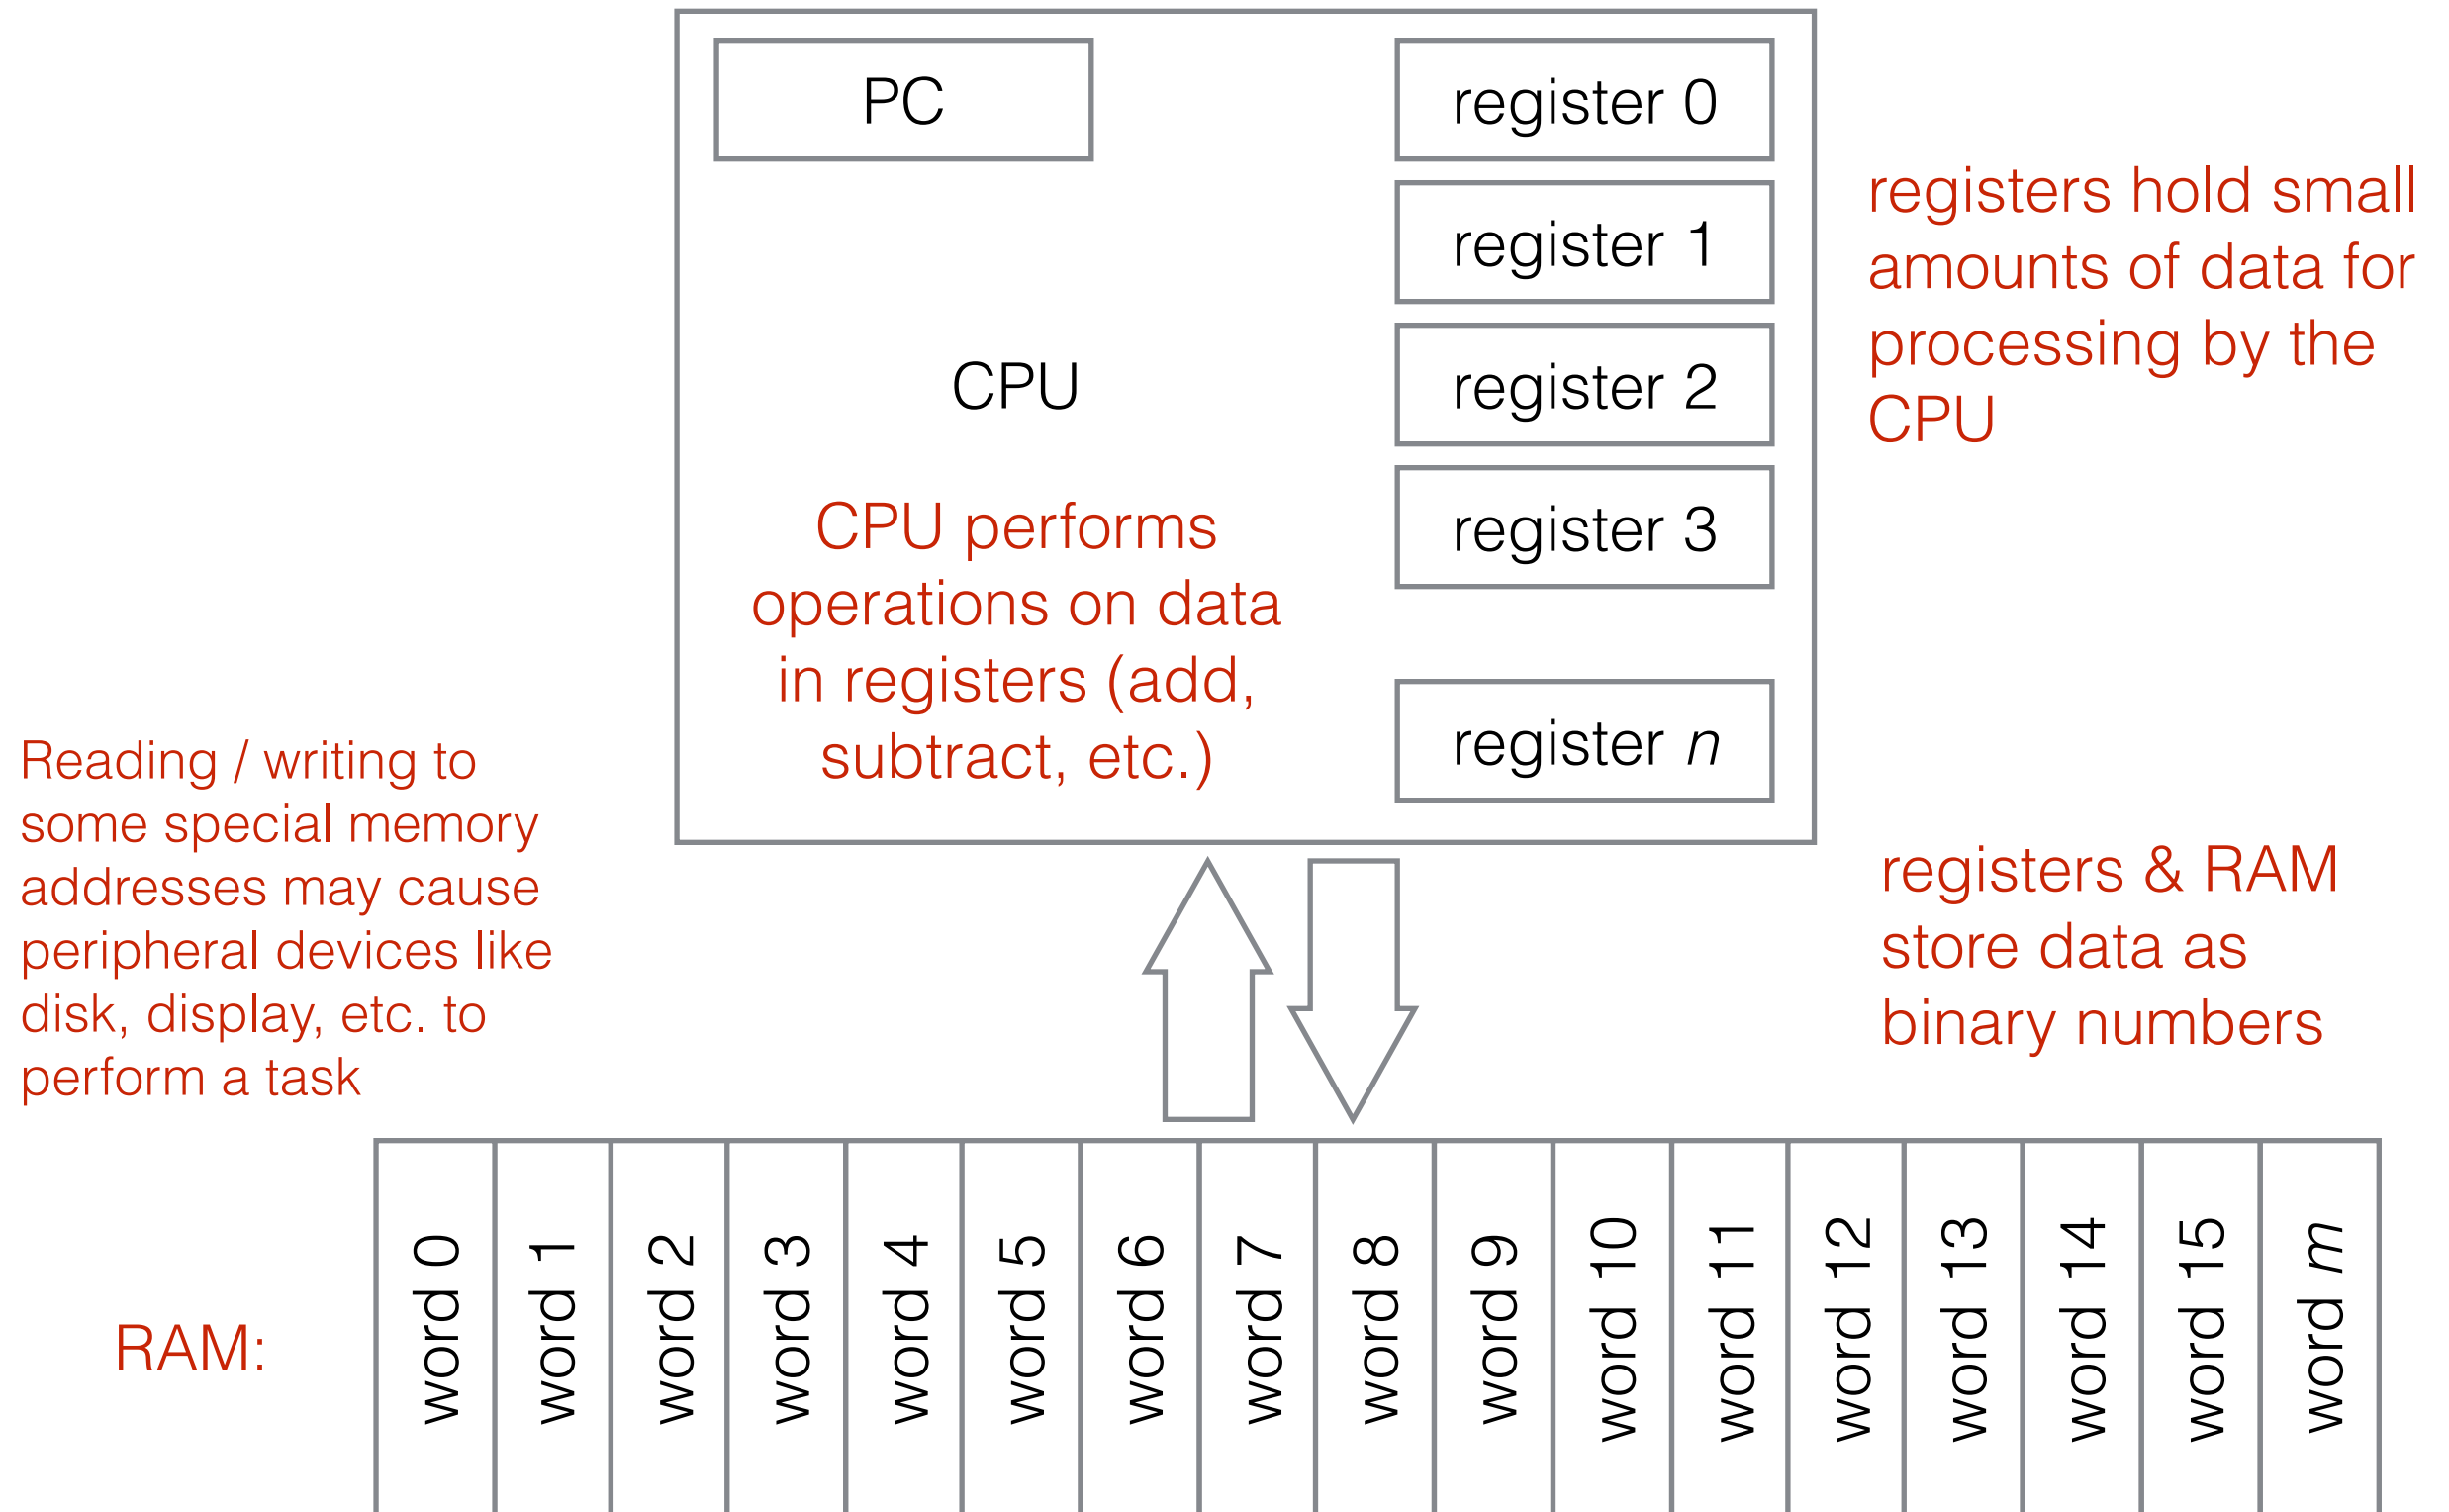 PC
register 0
register 1
register 2
register 3
register n
CPU
CPU performs
operations on data
in registers (add,
subtract, etc.)
registers hold small
amounts of data for
processing by the
CPU
Reading / writing to
some special memory
addresses may cause
peripheral devices like
disk, display, etc. to
perform a task
registers & RAM
store data as
binary numbers
RAM:
word 0
word 1
word 2
word 3
word 4
word 5
word 6
word 7
word 8
word 9
word 10
word 11
word 12
word 13
word 14
word 15
word m